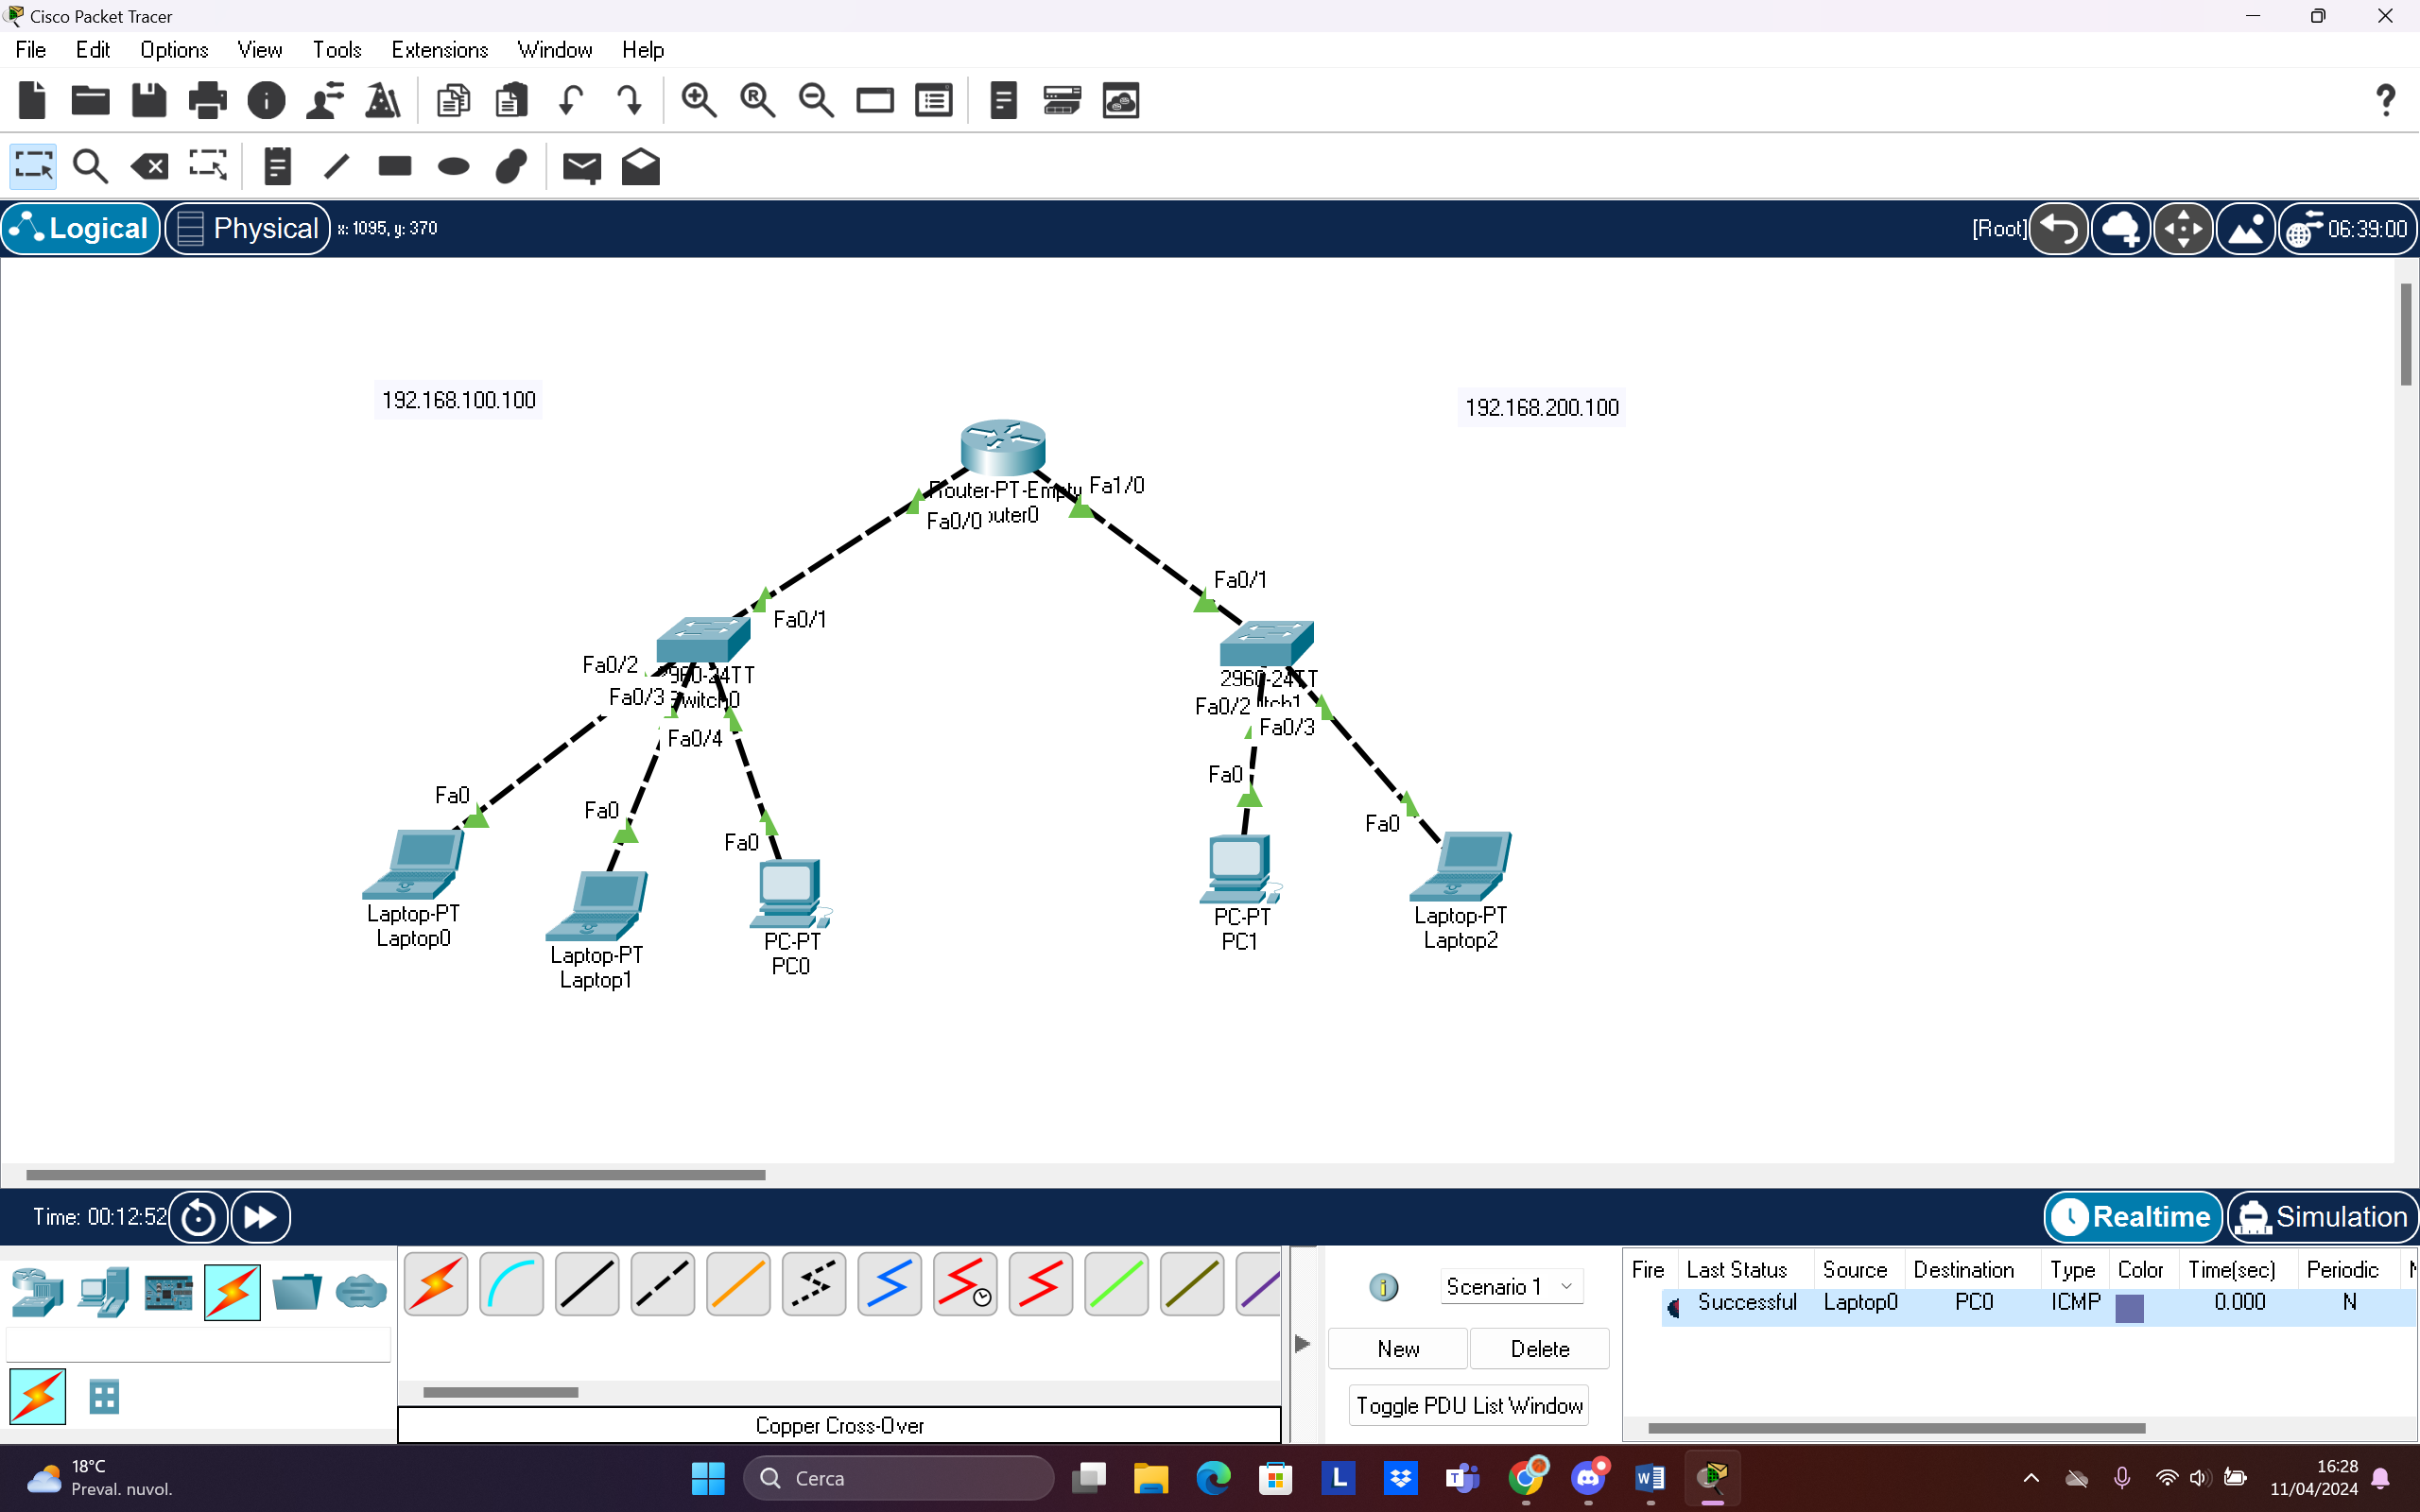 Cisco Packet Tracer
File Edit Options View Tools Extensions Window Help
Logical Physical x: 1095, y: 370 [Root] 06:39:00
192.168.100.100
192.168.200.100
Router-PT-Empty
Fa1/0
Fa0/0
Fa0/1
Fa0/1
Fa0/2
Fa0/3
Fa0/4
2960-24TT
Fa0/2
Fa0/3
Fa0
Fa0
Fa0
Fa0
Fa0
Laptop-PT
Laptop0
Laptop-PT
Laptop1
PC-PT
PC0
PC-PT
PC1
Laptop-PT
Laptop2
Time: 00:12:52
Realtime Simulation
Scenario 1
New Delete
Toggle PDU List Window
Fire Last Status Source Destination Type Color Time(sec) Periodic
Successful Laptop0 PC0 ICMP 0.000 N
Copper Cross-Over
18°C
Preval. nuvol.
Cerca
16:28
11/04/2024